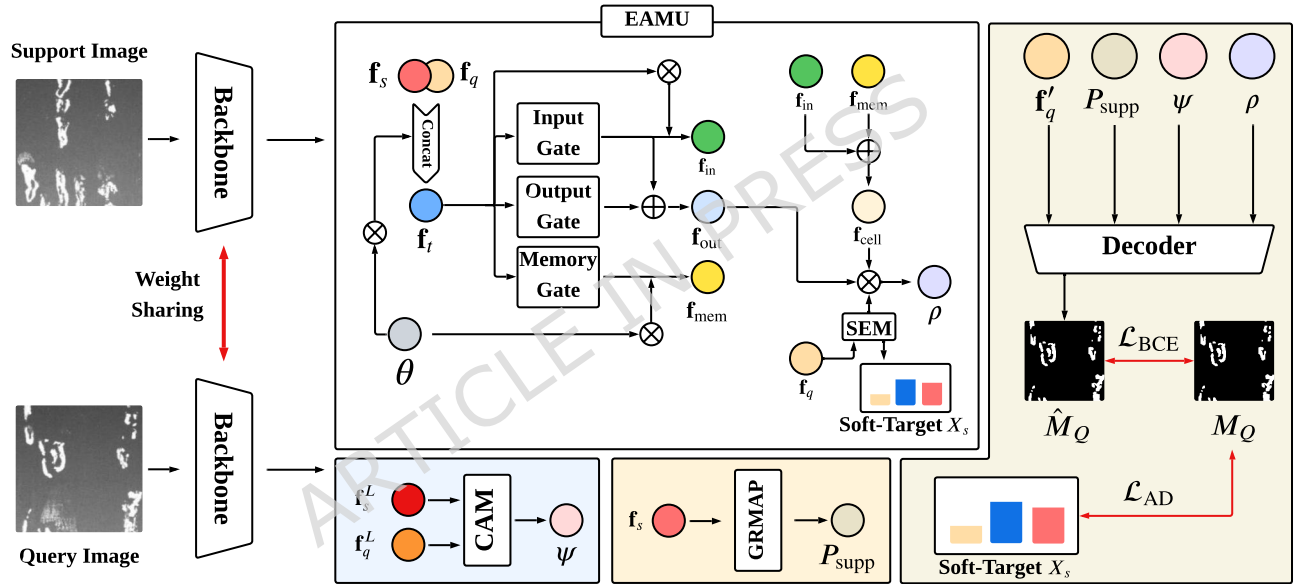 EAMU
Support Image
Backbone
Weight
Sharing
Backbone
Query Image
f_s
f_q
Concat
f_t
θ
Input
Gate
Output
Gate
Memory
Gate
f_in
f_out
f_mem
f_in
f_mem
f_cell
ρ
SEM
f_q
Soft-Target X_s
f_s^L
f_q^L
CAM
ψ
f_s
GRMAP
P_supp
f′_q
P_supp
ψ
ρ
Decoder
ℒ_BCE
M̂_Q
M_Q
ℒ_AD
Soft-Target X_s
ARTICLE IN PRESS